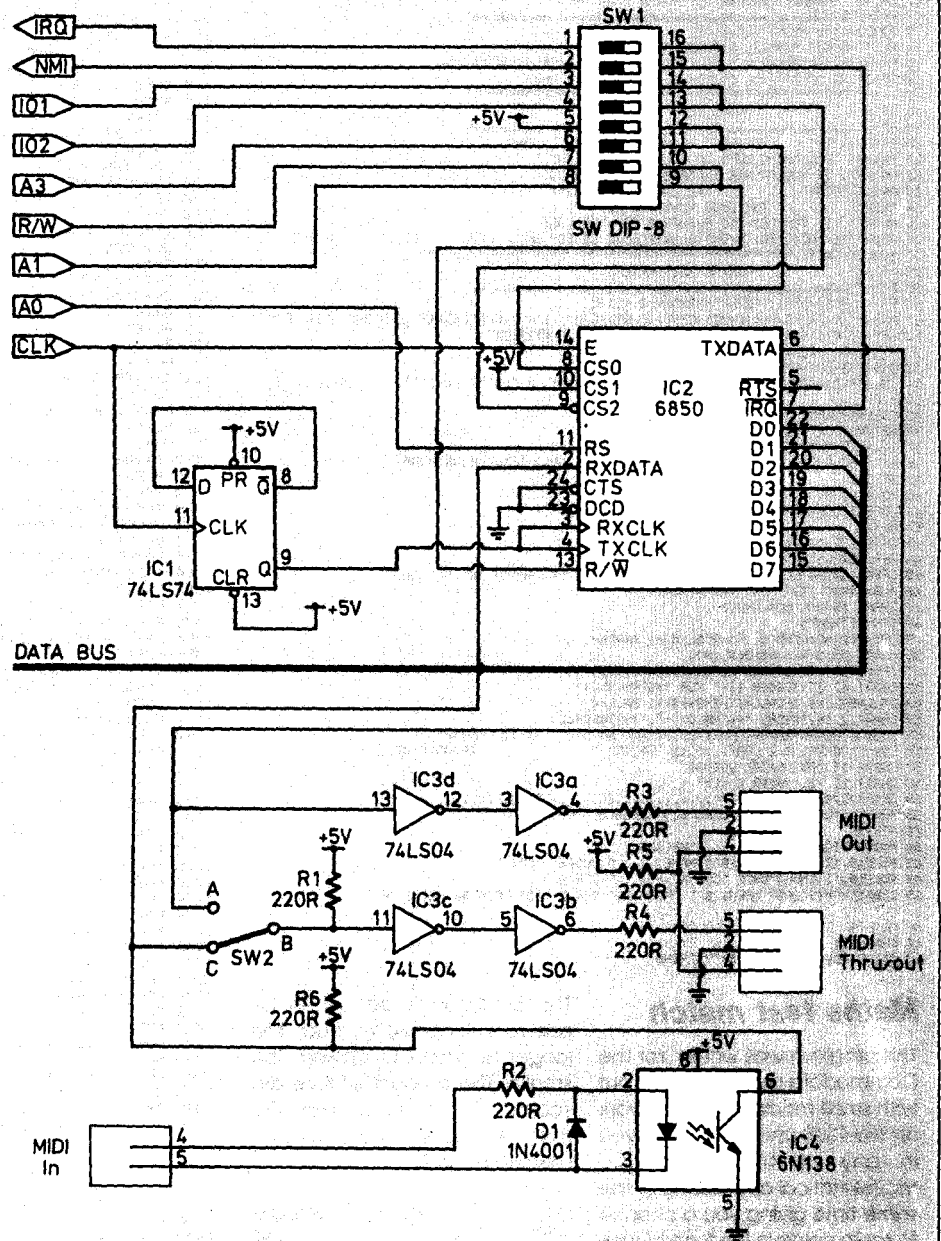 SW1
IRQ
NMI
IO1
IO2
A3
R/W
A1
A0
CLK
+5V
1 16
2 15
3 14
4 13
5 12
6 11
7 10
8 9
SW DIP-8
14 E
8 CS0
+5V
10 CS1
9 CS2
11 RS
2 RXDATA
24 CTS
23 DCD
3 RXCLK
4 TXCLK
13 R/W
IC2
6850
TXDATA 6
RTS 5
IRQ 7
D0 22
D1 21
D2 20
D3 19
D4 18
D5 17
D6 16
D7 15
+5V
10
12 D PR Q 8
11 CLK
Q 9
CLR
13
IC1
74LS74
+5V
DATA BUS
IC3d
13 12
74LS04
IC3a
3 4
74LS04
R3
220R
+5V
R5
220R
5
2
4
MIDI
Out
A
B
C
SW2
+5V
R1
220R
IC3c
11 10
74LS04
IC3b
5 6
74LS04
R4
220R
5
2
4
MIDI
Thru/out
+5V
R6
220R
MIDI
In
4
5
R2
220R
D1
1N4001
+5V
8
2
3
6
5
IC4
6N138